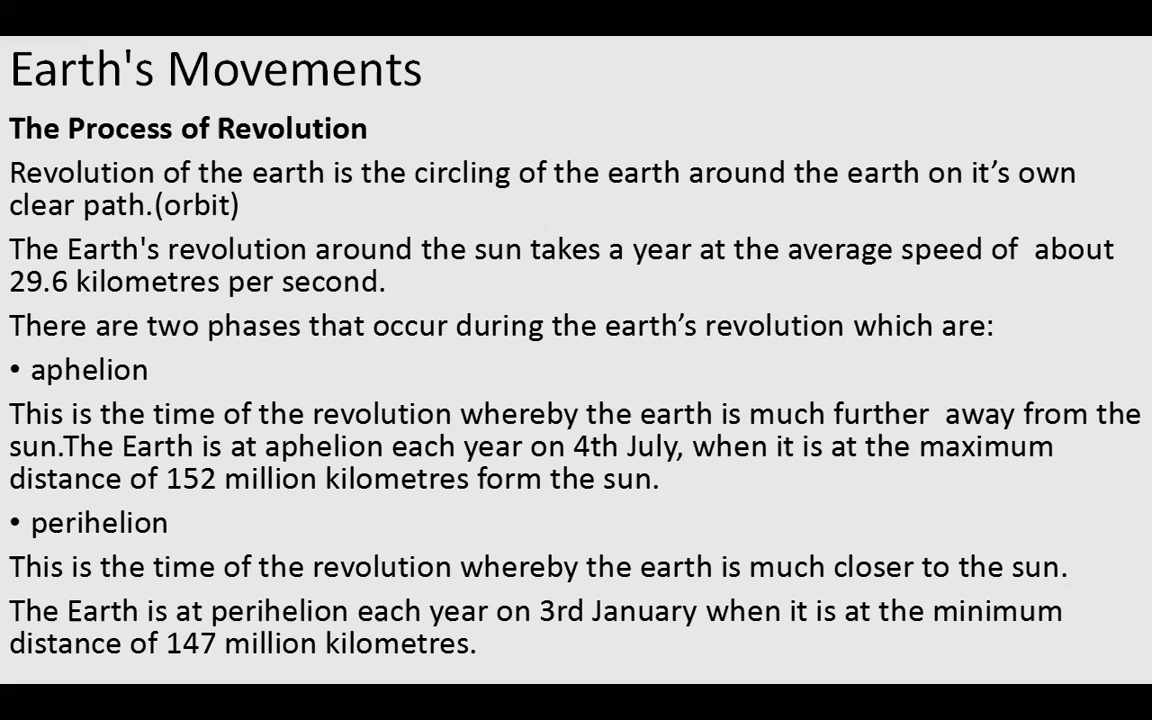 Earth's Movements
The Process of Revolution
Revolution of the earth is the circling of the earth around the earth on it’s own
clear path.(orbit)
The Earth's revolution around the sun takes a year at the average speed of  about
29.6 kilometres per second.
There are two phases that occur during the earth’s revolution which are:
• aphelion
This is the time of the revolution whereby the earth is much further  away from the
sun.The Earth is at aphelion each year on 4th July, when it is at the maximum
distance of 152 million kilometres form the sun.
• perihelion
This is the time of the revolution whereby the earth is much closer to the sun.
The Earth is at perihelion each year on 3rd January when it is at the minimum
distance of 147 million kilometres.